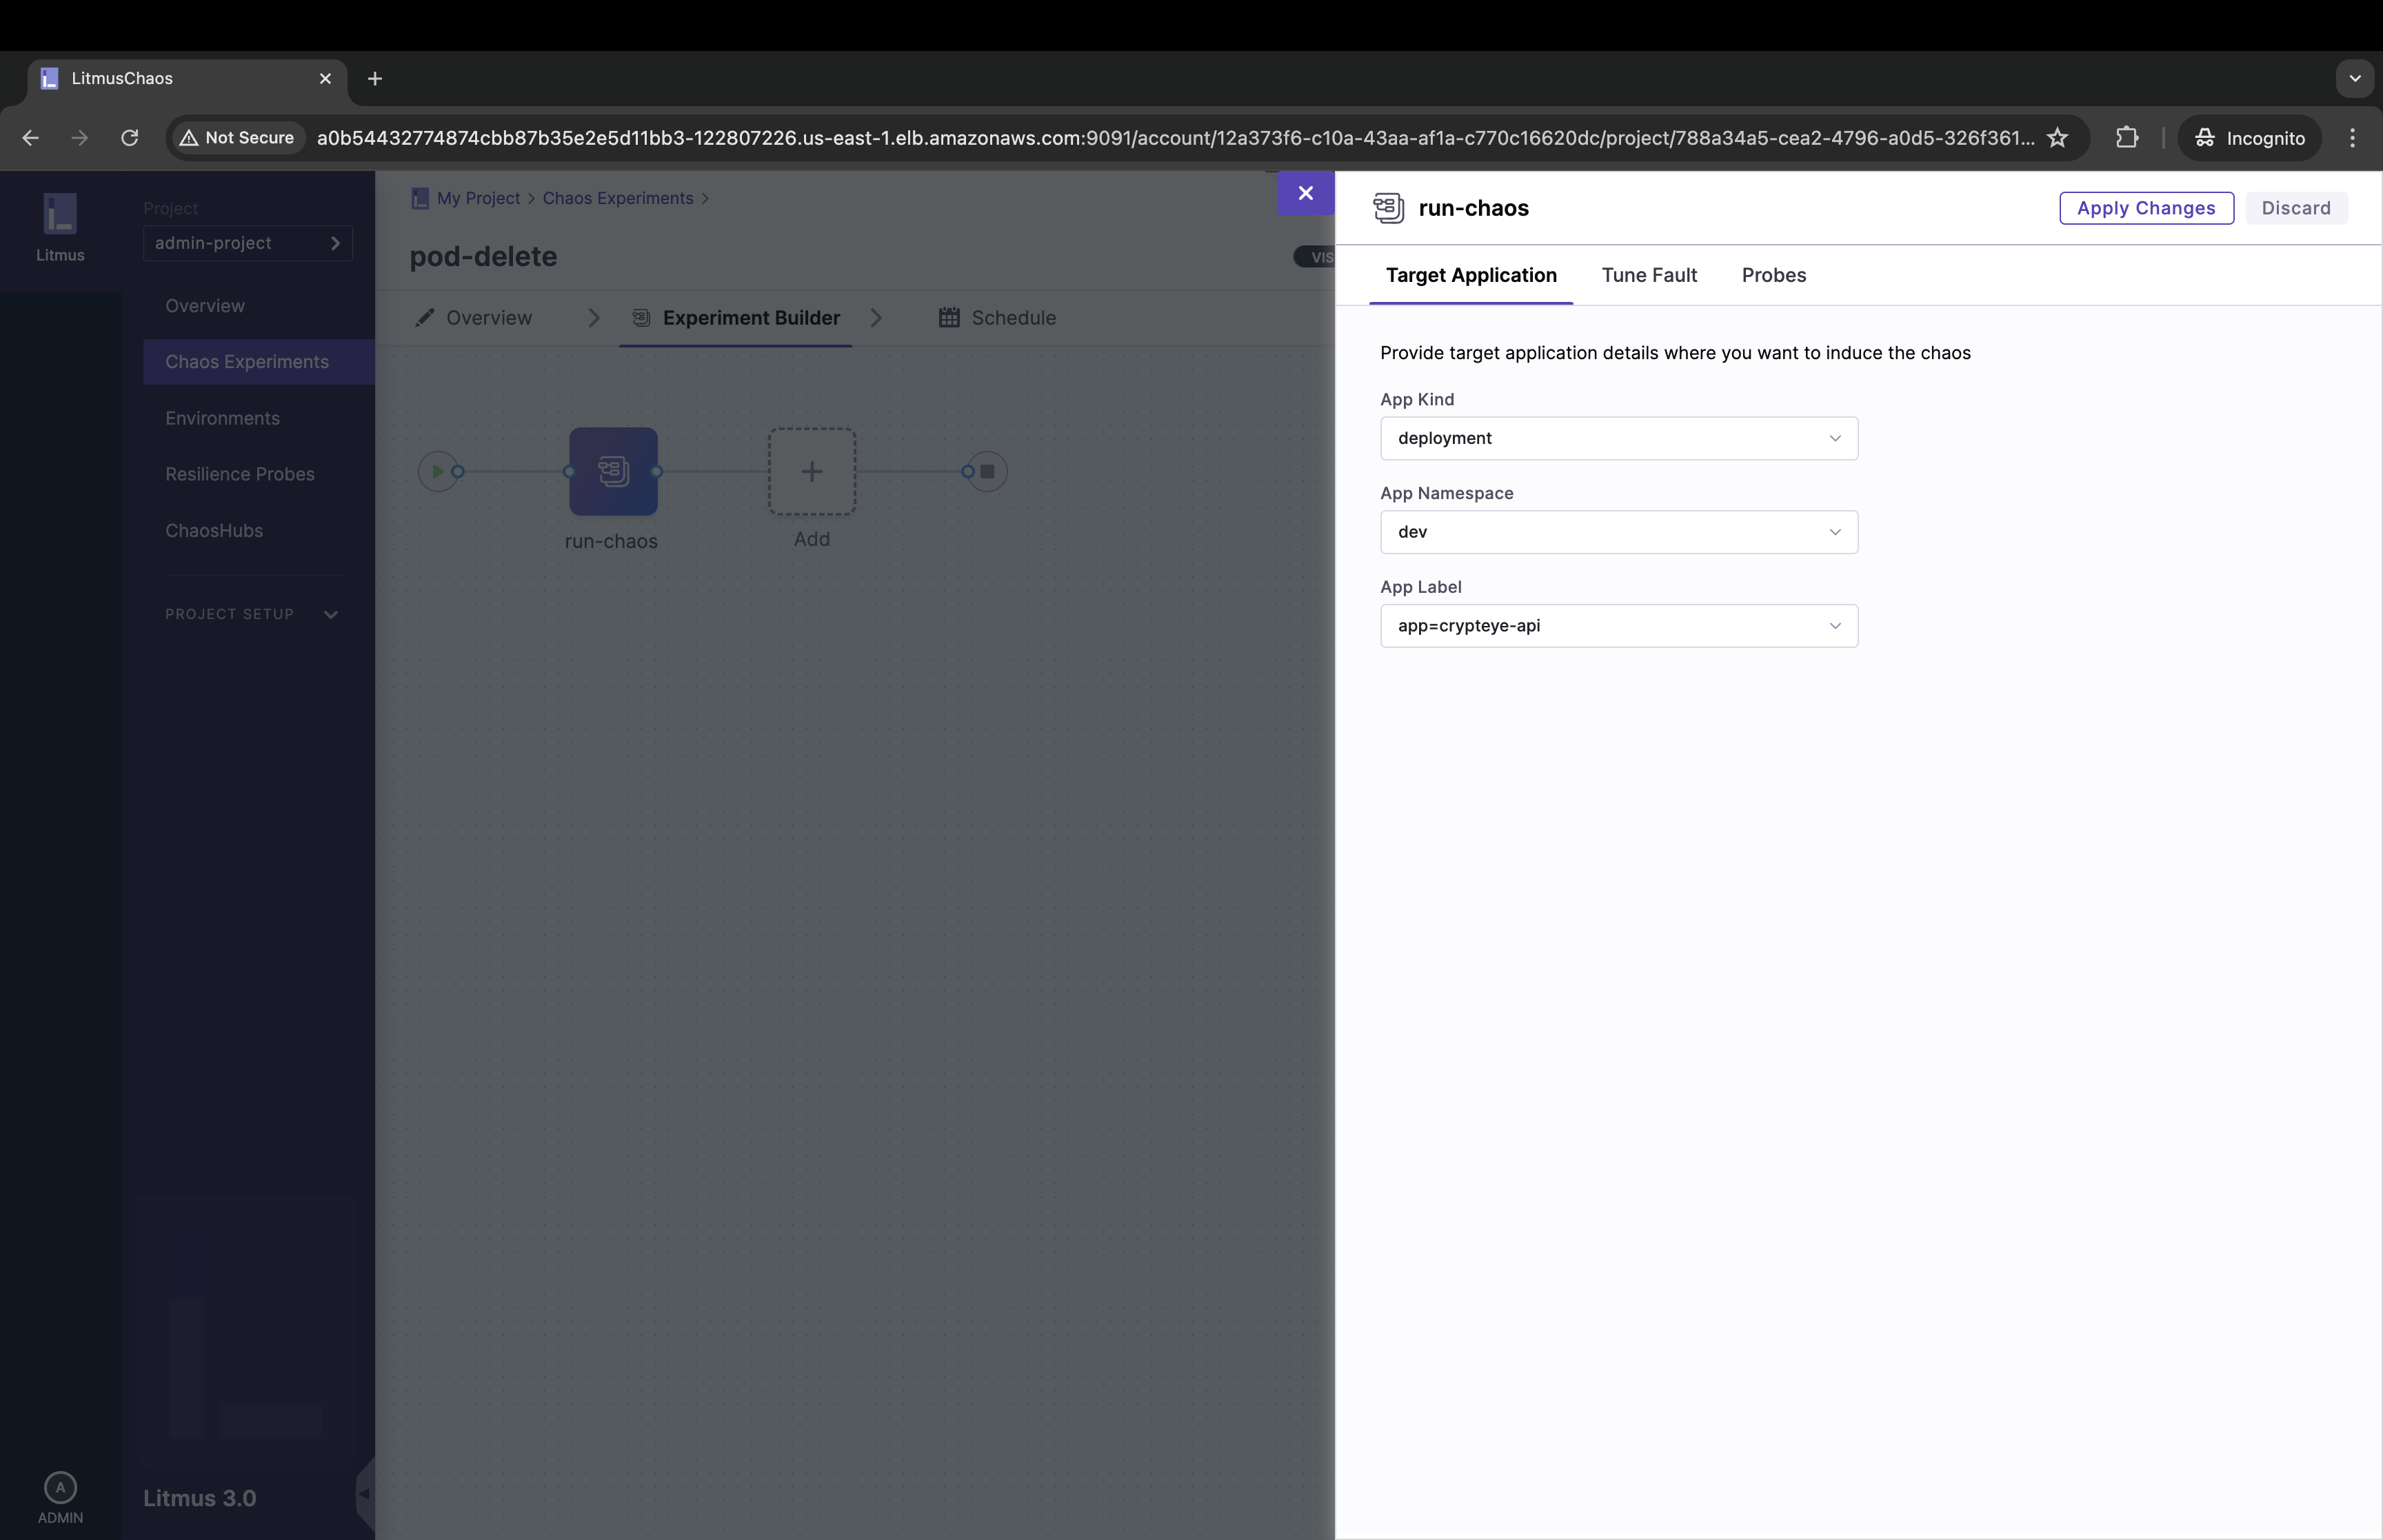 LitmusChaos
Not Secure
a0b54432774874cbb87b35e2e5d11bb3-122807226.us-east-1.elb.amazonaws.com:9091/account/12a373f6-c10a-43aa-af1a-c770c16620dc/project/788a34a5-cea2-4796-a0d5-326f361...
Incognito
Litmus
Project
admin-project
Overview
Chaos Experiments
Environments
Resilience Probes
ChaosHubs
PROJECT SETUP
Litmus 3.0
A
ADMIN
My Project > Chaos Experiments >
pod-delete
VIS
Overview
Experiment Builder
Schedule
run-chaos
Add
run-chaos
Apply Changes
Discard
Target Application
Tune Fault
Probes
Provide target application details where you want to induce the chaos
App Kind
deployment
App Namespace
dev
App Label
app=crypteye-api